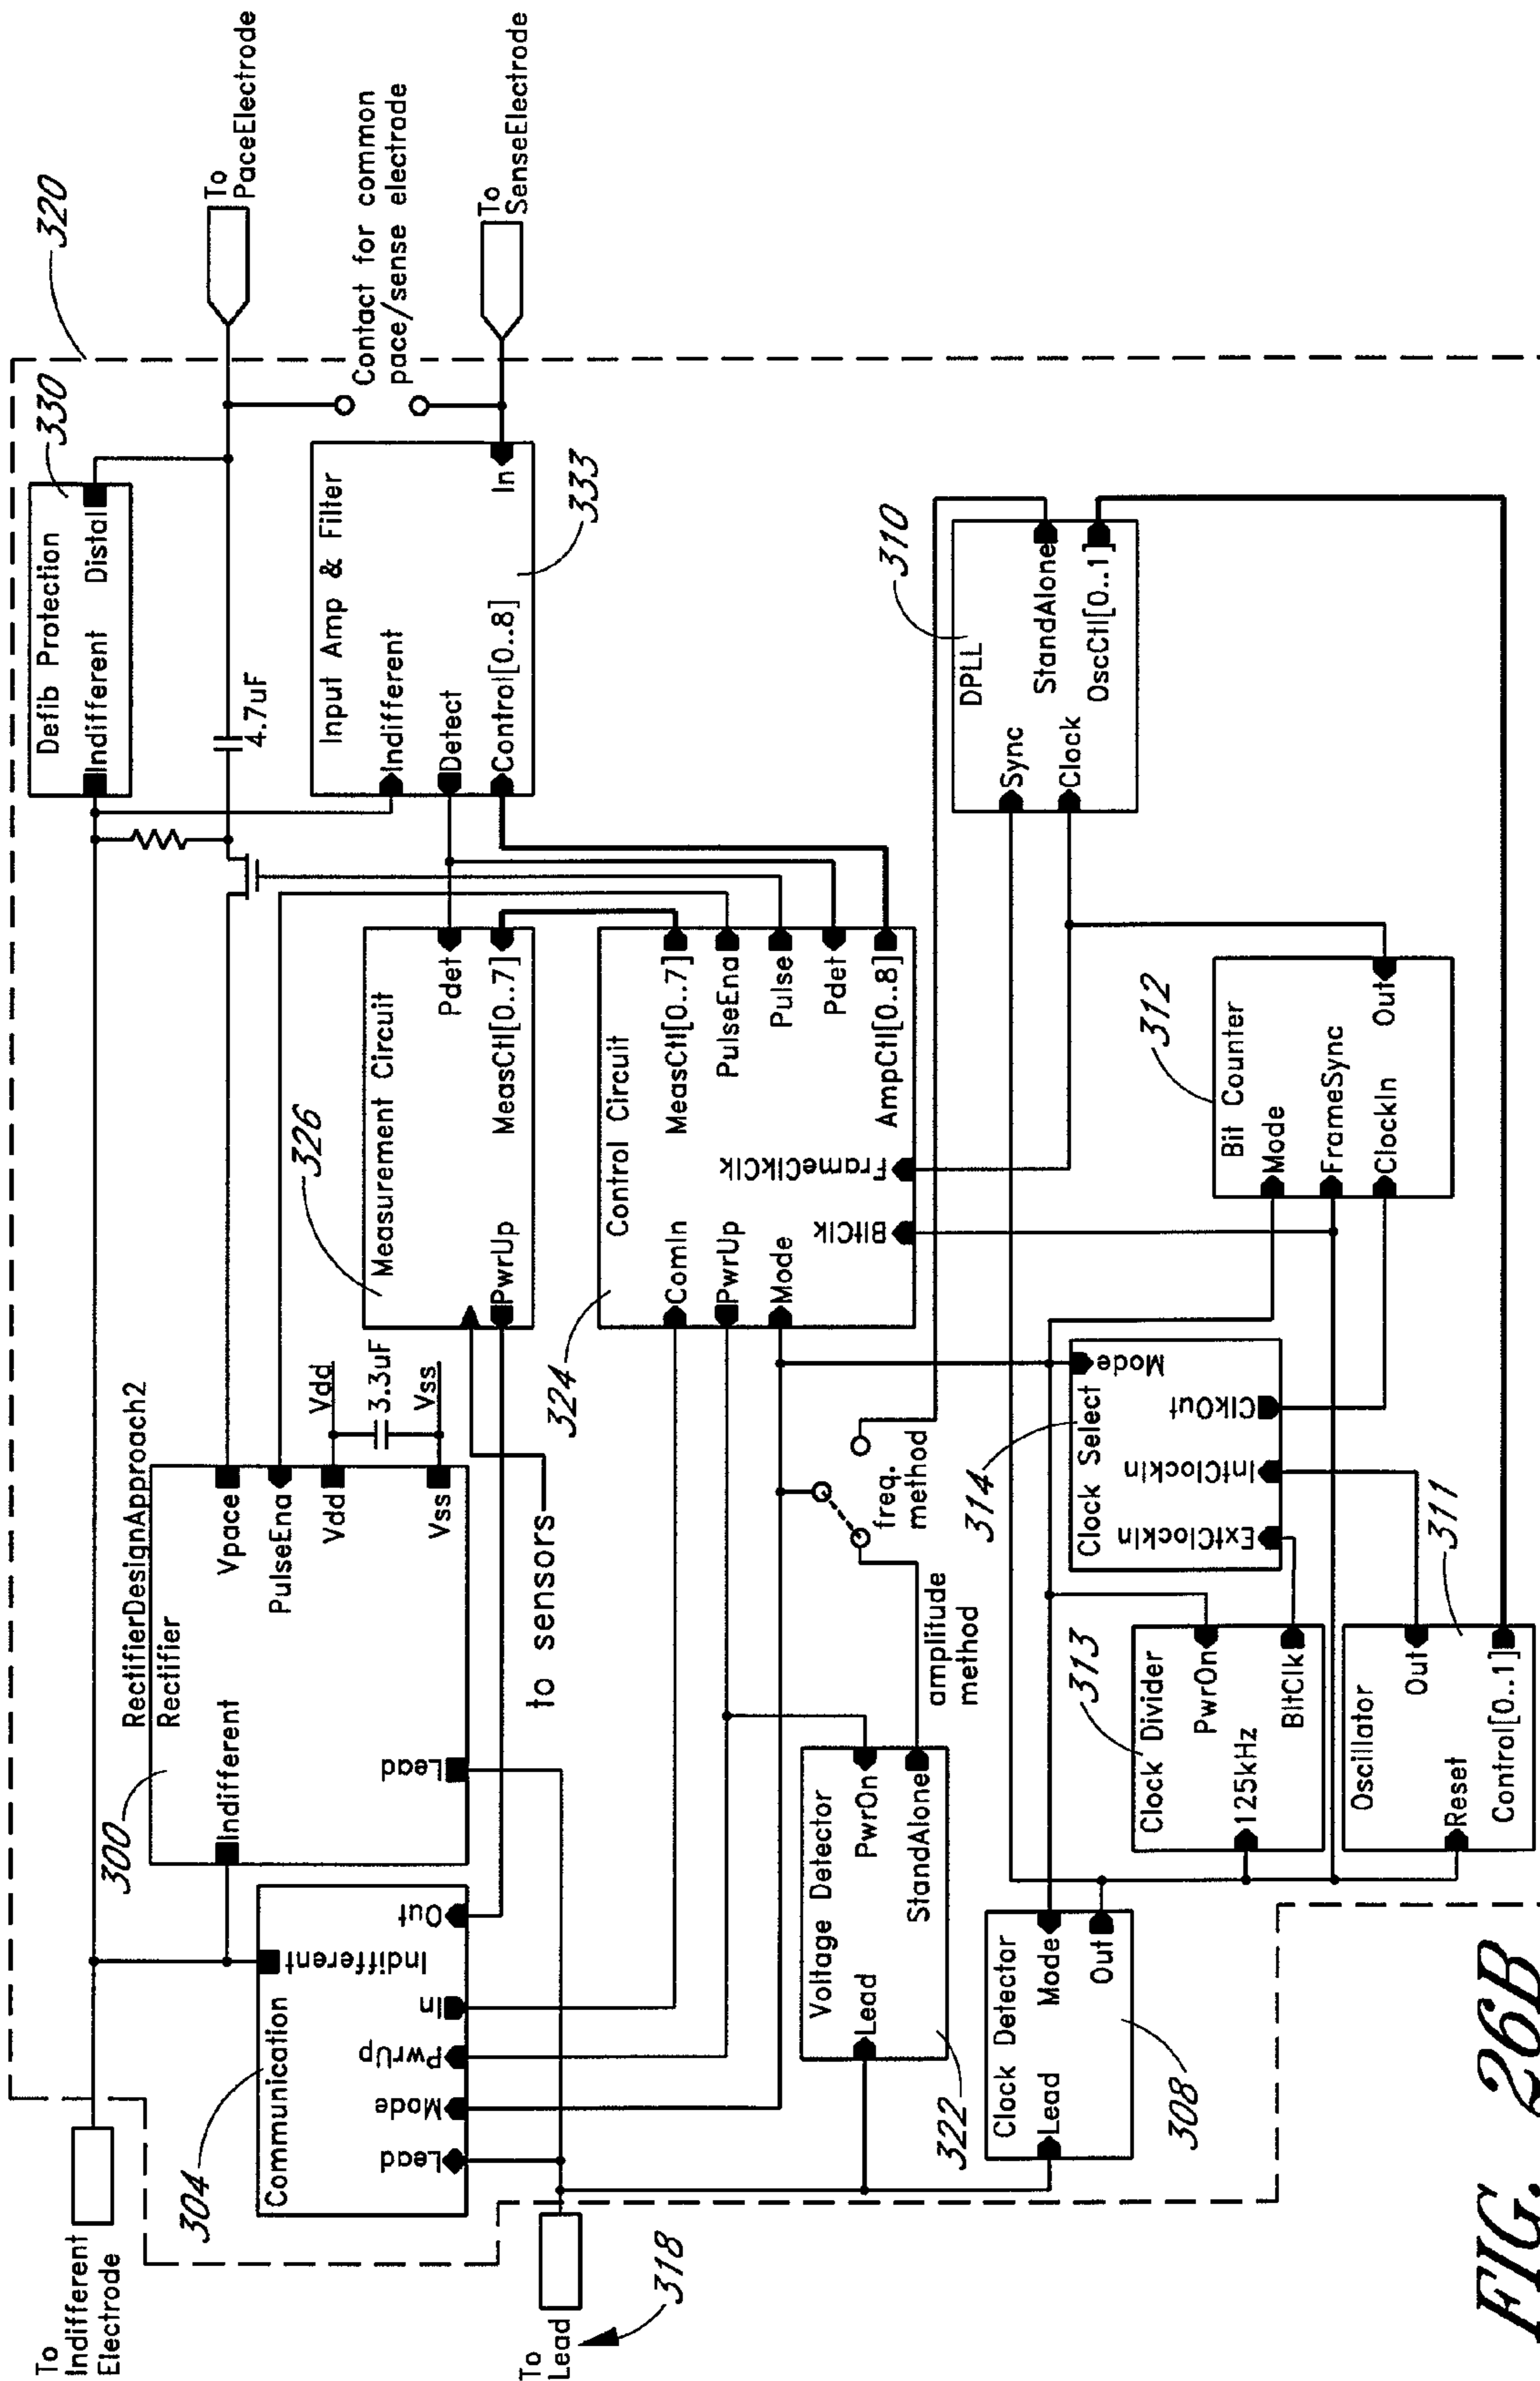 To
Indifferent
Electrode
To
Lead
318
320
304
Communication
Lead
Mode
PwrUp
In
Indifferent
Out
300
RectifierDesignApproach2
Rectifier
Indifferent
Lead
Vpace
PulseEna
Vdd
Vss
Vdd
3.3uF
Vss
to sensors
Defib Protection
330
Indifferent
Distal
4.7uF
To
PaceElectrode
Contact for common
pace/sense electrode
To
SenseElectrode
Input Amp & Filter
Indifferent
Detect
Control[0..8]
In
333
326
Measurement Circuit
PwrUp
Pdet
MeasCtl[0..7]
324
Control Circuit
ComIn
PwrUp
Mode
MeasCtl[0..7]
PulseEna
Pulse
Pdet
AmpCtl[0..8]
BitClk
FrameClkClk
Voltage Detector
Lead
PwrOn
StandAlone
322
amplitude
method
freq.
method
Clock Detector
Lead
Mode
Out
308
313
Clock Divider
PwrOn
125kHz
BitClk
314
Clock Select
Mode
ExtClockIn
IntClockIn
ClkOut
Oscillator
311
Out
Reset
Control[0..1]
312
Bit Counter
Mode
FrameSync
ClockIn
Out
310
DPLL
Sync
StandAlone
Clock
OscCtl[0..1]
FIG. 26B